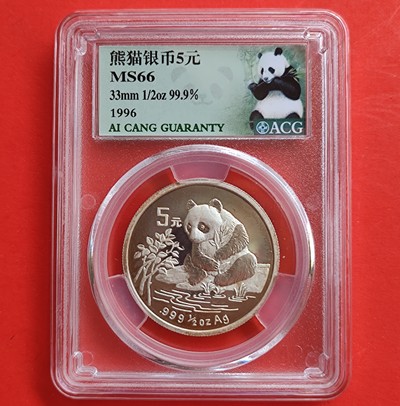 熊猫银币5元
MS66
33mm 1/2oz 99.9%
1996
AI CANG GUARANTY
ACG
5元
.999 ½ oz Ag